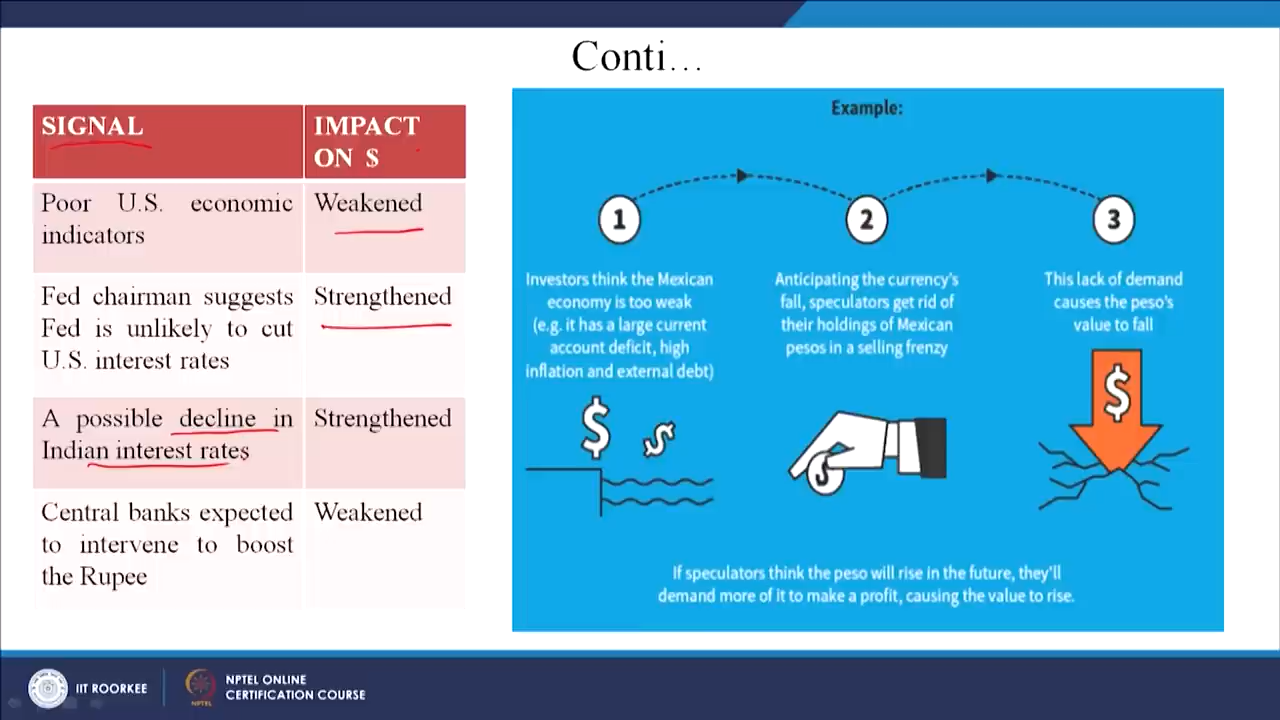 Conti...
SIGNAL
IMPACT
ON $
Poor U.S. economic
indicators
Weakened
Fed chairman suggests
Fed is unlikely to cut
U.S. interest rates
Strengthened
A possible decline in
Indian interest rates
Strengthened
Central banks expected
to intervene to boost
the Rupee
Weakened
Example:
1
2
3
Investors think the Mexican
economy is too weak
(e.g. it has a large current
account deficit, high
inflation and external debt)
Anticipating the currency's
fall, speculators get rid of
their holdings of Mexican
pesos in a selling frenzy
This lack of demand
causes the peso's
value to fall
$
$
$
If speculators think the peso will rise in the future, they'll
demand more of it to make a profit, causing the value to rise.
IIT ROORKEE
NPTEL
NPTEL ONLINE
CERTIFICATION COURSE